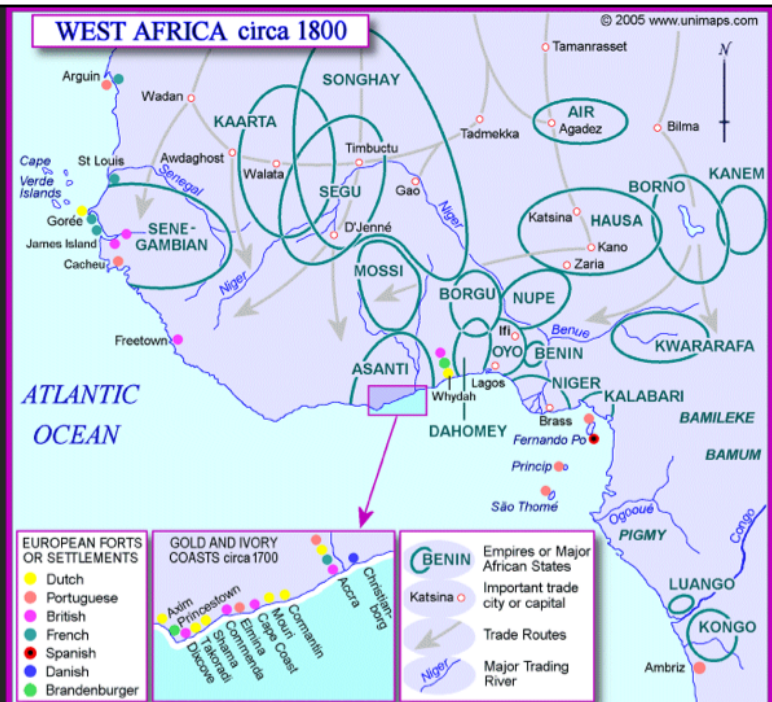 WEST AFRICA circa 1800
© 2005 www.unimaps.com
N
Tamanrasset
Arguin
SONGHAY
Wadan
KAARTA
AIR
Agadez
Bilma
Tadmekka
Awdaghost
Timbuctu
Walata
Cape
Verde
Islands
St Louis
Senegal
SEGU
Gao
Niger
BORNO
KANEM
Katsina
HAUSA
Gorée
SENE-
GAMBIAN
James Island
D'Jenné
Kano
Zaria
Cacheu
MOSSI
Niger
BORGU
NUPE
Freetown
Ifi
Benue
OYO
BENIN
KWARARAFA
ASANTI
Whydah
Lagos
NIGER
KALABARI
ATLANTIC
OCEAN
DAHOMEY
Brass
BAMILEKE
Fernando Po
BAMUM
Princip
São Thomé
Ogooué
Congo
PIGMY
LUANGO
KONGO
Ambriz
EUROPEAN FORTS
OR SETTLEMENTS
Dutch
Portuguese
British
French
Spanish
Danish
Brandenburger
GOLD AND IVORY
COASTS circa 1700
Axim
Princestown
Dixcove
Takoradi
Shama
Commenda
Elmina
Cape Coast
Mouri
Cormantin
Accra
Christian-
borg
BENIN
Empires or Major
African States
Katsina
Important trade
city or capital
Trade Routes
Niger
Major Trading
River